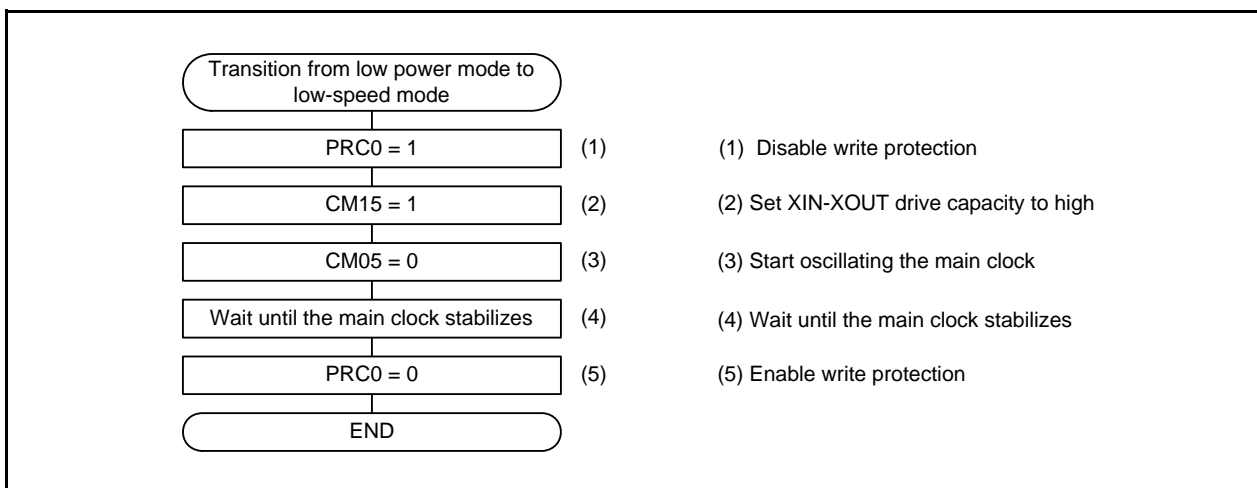 Transition from low power mode to
low-speed mode
PRC0 = 1
(1)
(1) Disable write protection
CM15 = 1
(2)
(2) Set XIN-XOUT drive capacity to high
CM05 = 0
(3)
(3) Start oscillating the main clock
Wait until the main clock stabilizes
(4)
(4) Wait until the main clock stabilizes
PRC0 = 0
(5)
(5) Enable write protection
END